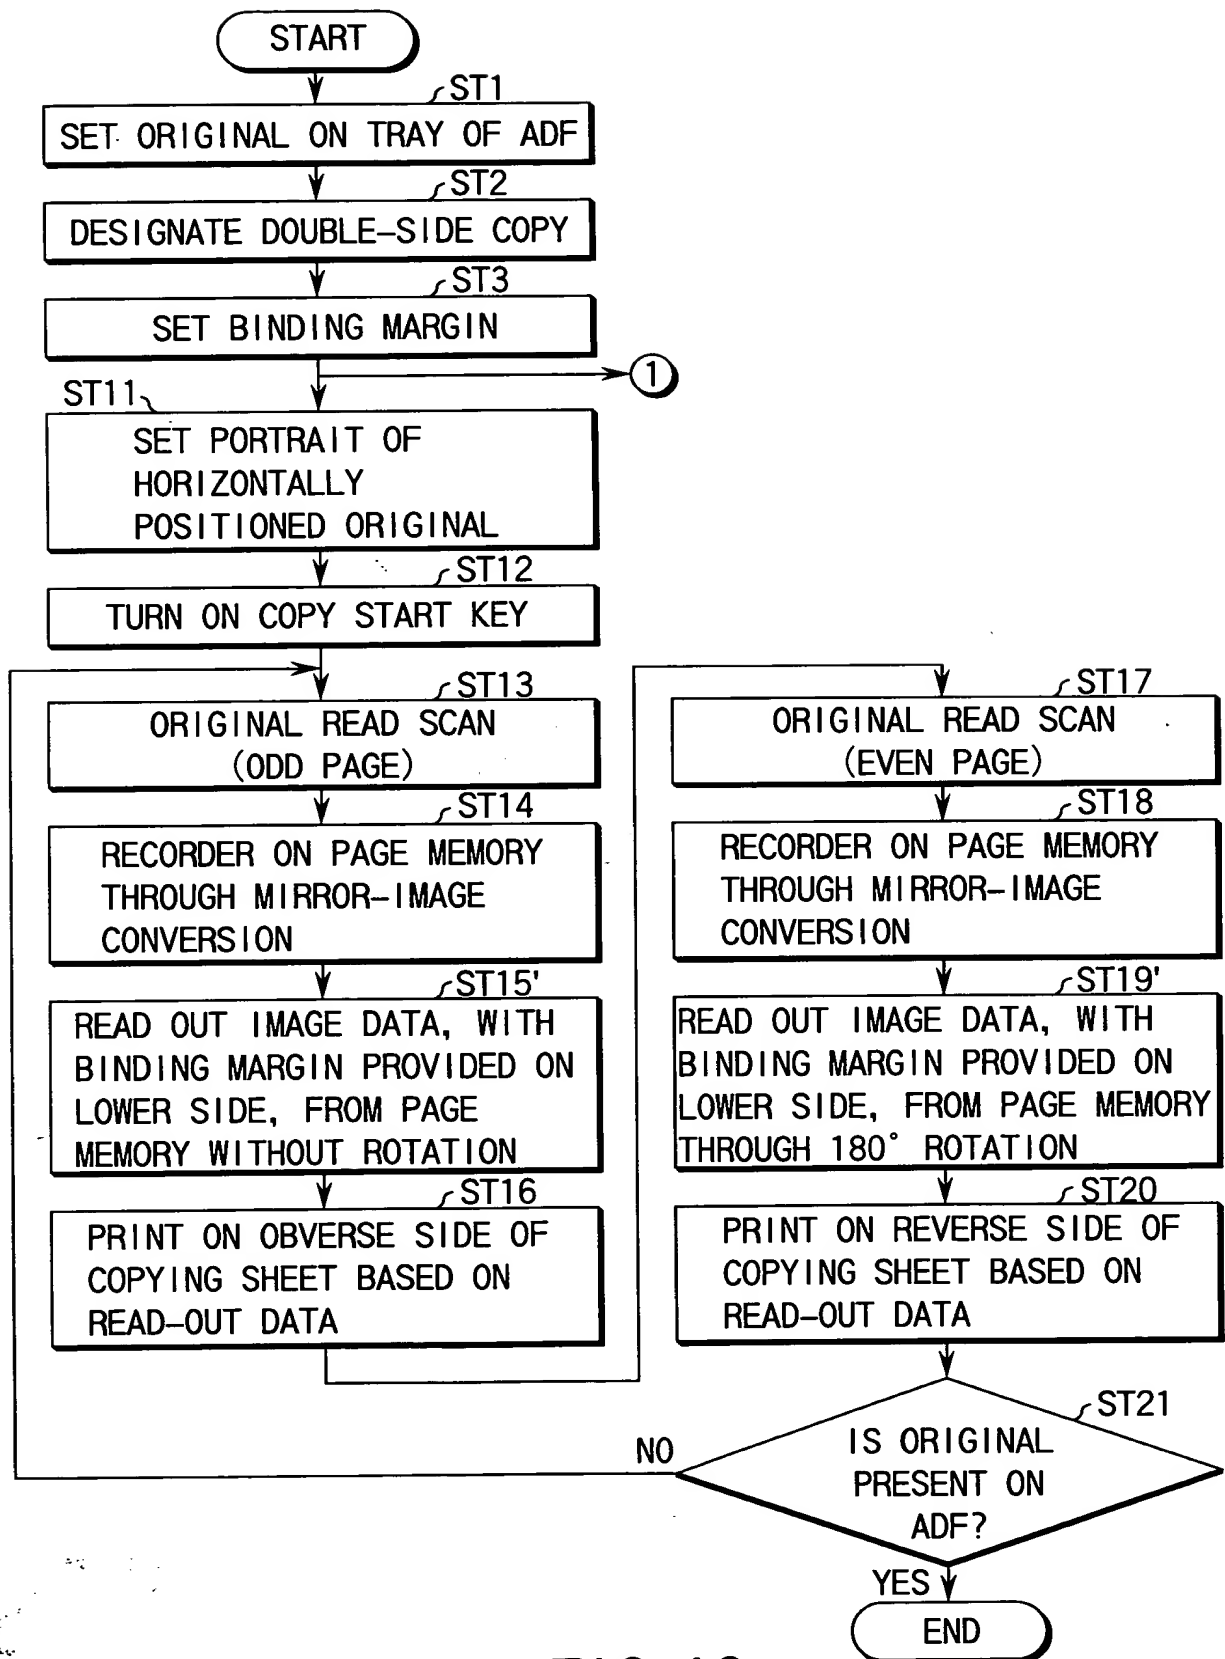 START
ST1
SET ORIGINAL ON TRAY OF ADF
ST2
DESIGNATE DOUBLE-SIDE COPY
ST3
SET BINDING MARGIN
1
ST11
SET PORTRAIT OF
HORIZONTALLY
POSITIONED ORIGINAL
ST12
TURN ON COPY START KEY
ST13
ORIGINAL READ SCAN
(ODD PAGE)
ST14
RECORDER ON PAGE MEMORY
THROUGH MIRROR-IMAGE
CONVERSION
ST15'
READ OUT IMAGE DATA, WITH
BINDING MARGIN PROVIDED ON
LOWER SIDE, FROM PAGE
MEMORY WITHOUT ROTATION
ST16
PRINT ON OBVERSE SIDE OF
COPYING SHEET BASED ON
READ-OUT DATA
ST17
ORIGINAL READ SCAN
(EVEN PAGE)
ST18
RECORDER ON PAGE MEMORY
THROUGH MIRROR-IMAGE
CONVERSION
ST19'
READ OUT IMAGE DATA, WITH
BINDING MARGIN PROVIDED ON
LOWER SIDE, FROM PAGE MEMORY
THROUGH 180° ROTATION
ST20
PRINT ON REVERSE SIDE OF
COPYING SHEET BASED ON
READ-OUT DATA
ST21
IS ORIGINAL
PRESENT ON
ADF?
NO
YES
END